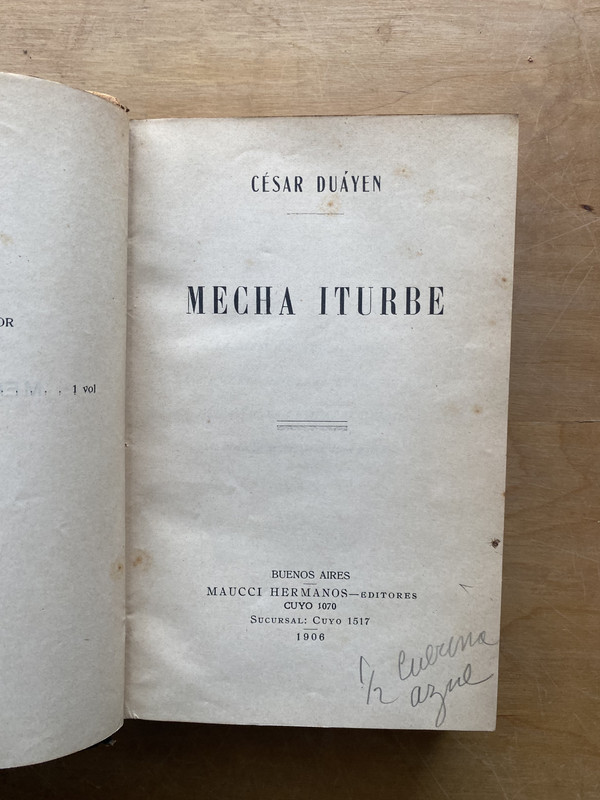 OR
. , . , . . 1 vol
CÉSAR DUÁYEN
MECHA ITURBE
BUENOS AIRES
MAUCCI HERMANOS—EDITORES
CUYO 1070
SUCURSAL: CUYO 1517
1906
1/2 cuerina
azul